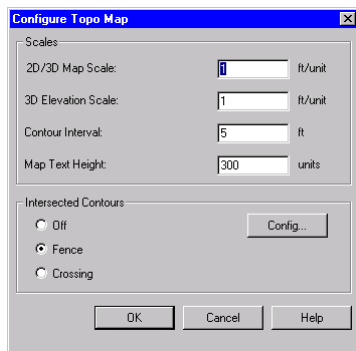 Configure Topo Map
Scales
2D/3D Map Scale: 1 ft/unit
3D Elevation Scale: 1 ft/unit
Contour Interval: 5 ft
Map Text Height: 300 units
Intersected Contours
Off Config...
Fence
Crossing
OK Cancel Help